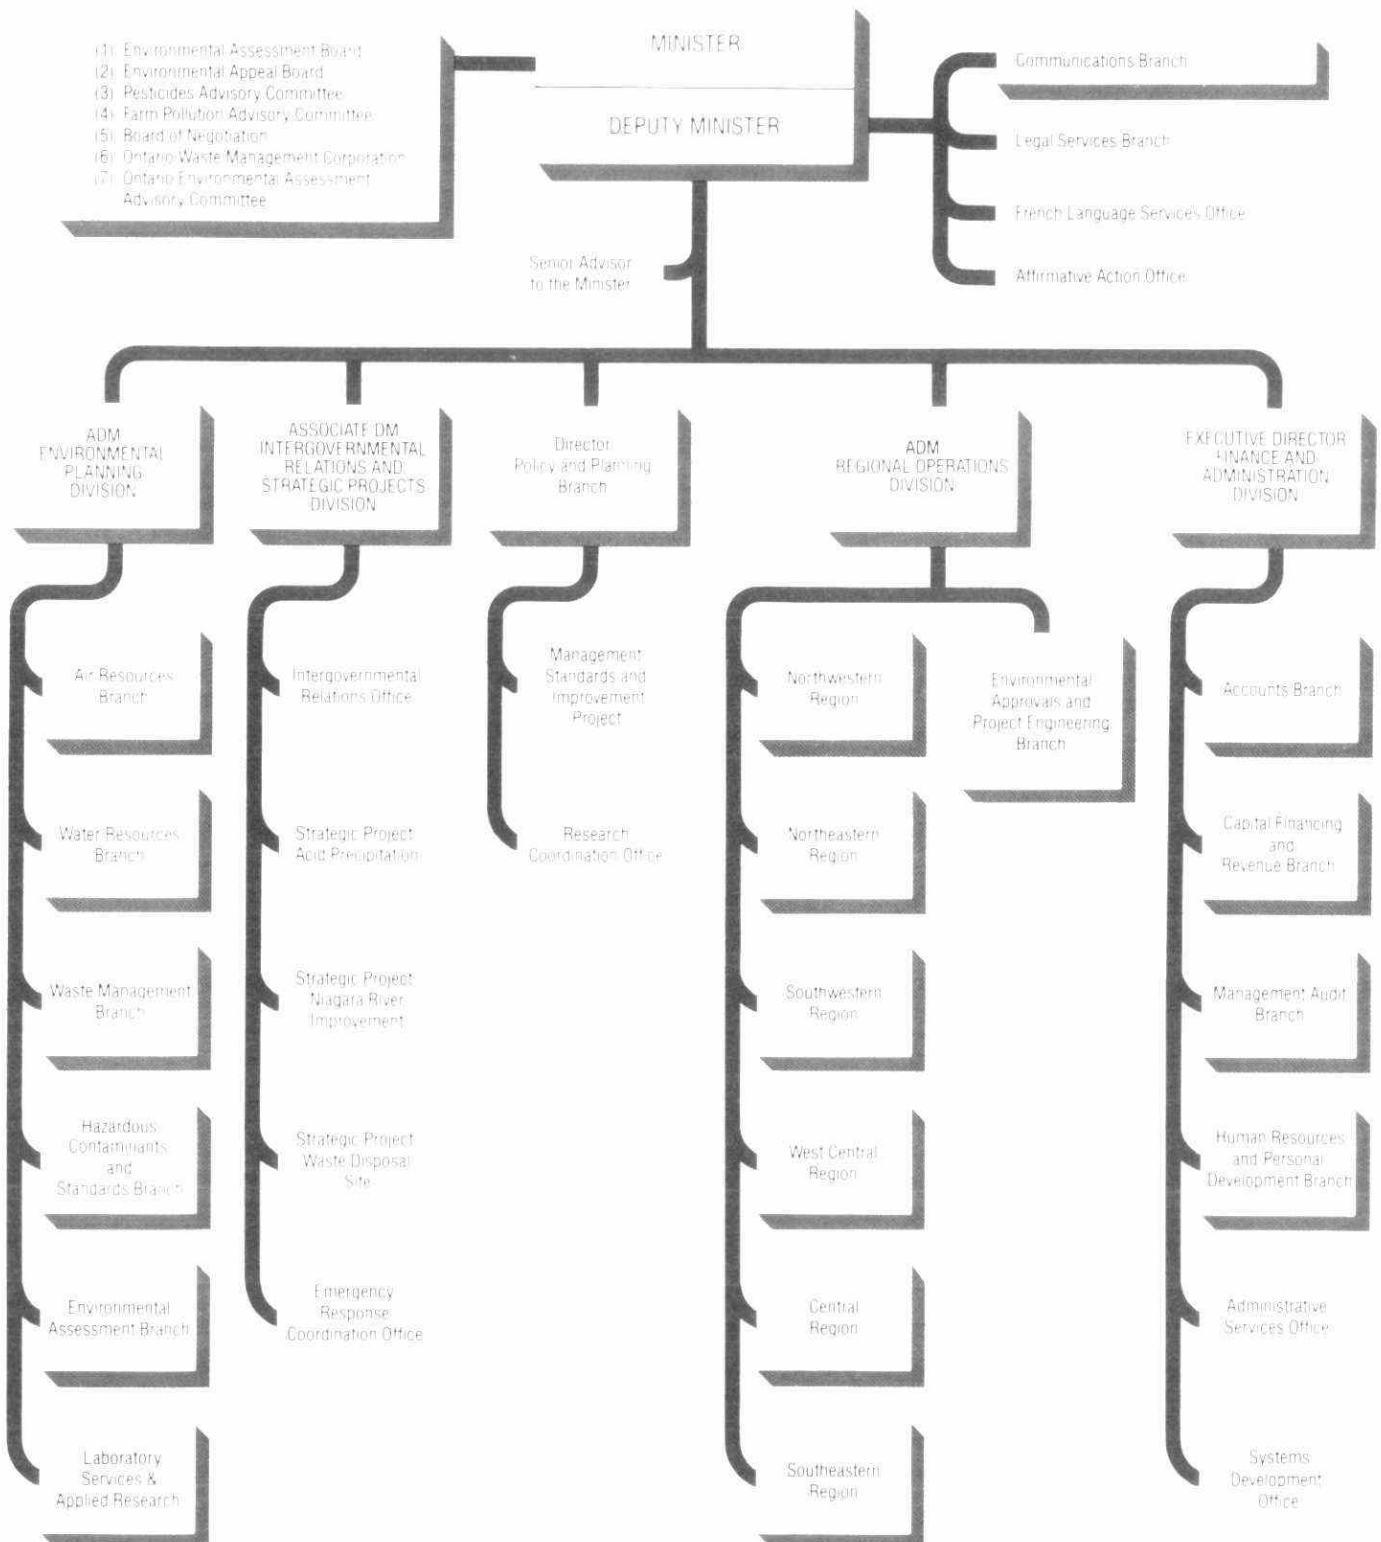 (1) Environmental Assessment Board
(2) Environmental Appeal Board
(3) Pesticides Advisory Committee
(4) Farm Pollution Advisory Committee
(5) Board of Negotiation
(6) Ontario Waste Management Corporation
(7) Ontario Environmental Assessment
Advisory Committee
MINISTER
DEPUTY MINISTER
Communications Branch
Legal Services Branch
French Language Services Office
Affirmative Action Office
Senior Advisor
to the Minister
ADM
ENVIRONMENTAL
PLANNING
DIVISION
ASSOCIATE DM
INTERGOVERNMENTAL
RELATIONS AND
STRATEGIC PROJECTS
DIVISION
Director
Policy and Planning
Branch
ADM
REGIONAL OPERATIONS
DIVISION
EXECUTIVE DIRECTOR
FINANCE AND
ADMINISTRATION
DIVISION
Air Resources
Branch
Water Resources
Branch
Waste Management
Branch
Hazardous
Contaminants
and
Standards Branch
Environmental
Assessment Branch
Laboratory
Services &
Applied Research
Intergovernmental
Relations Office
Strategic Project
Acid Precipitation
Strategic Project
Niagara River
Improvement
Strategic Project
Waste Disposal
Site
Emergency
Response
Coordination Office
Management
Standards and
Improvement
Project
Research
Coordination Office
Northwestern
Region
Northeastern
Region
Southwestern
Region
West Central
Region
Central
Region
Southeastern
Region
Environmental
Approvals and
Project Engineering
Branch
Accounts Branch
Capital Financing
and
Revenue Branch
Management Audit
Branch
Human Resources
and Personal
Development Branch
Administrative
Services Office
Systems
Development
Office